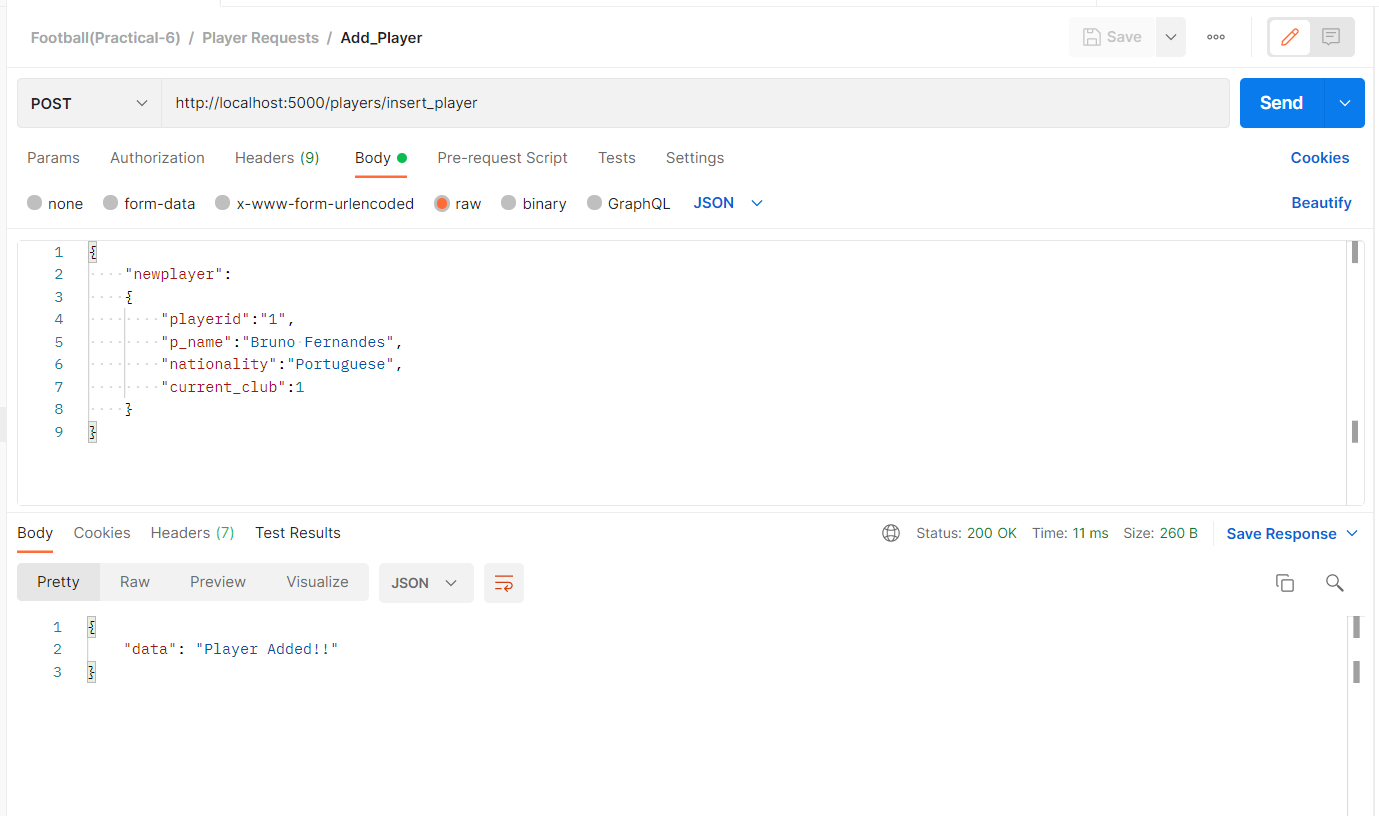 Football(Practical-6) / Player Requests / Add_Player
Save
POST
http://localhost:5000/players/insert_player
Send
Params Authorization Headers (9) Body Pre-request Script Tests Settings Cookies
none form-data x-www-form-urlencoded raw binary GraphQL JSON Beautify
1 {
2 "newplayer":
3 {
4 "playerid":"1",
5 "p_name":"Bruno Fernandes",
6 "nationality":"Portuguese",
7 "current_club":1
8 }
9 }
Body Cookies Headers (7) Test Results Status: 200 OK Time: 11 ms Size: 260 B Save Response
Pretty Raw Preview Visualize JSON
1 {
2 "data": "Player Added!!"
3 }